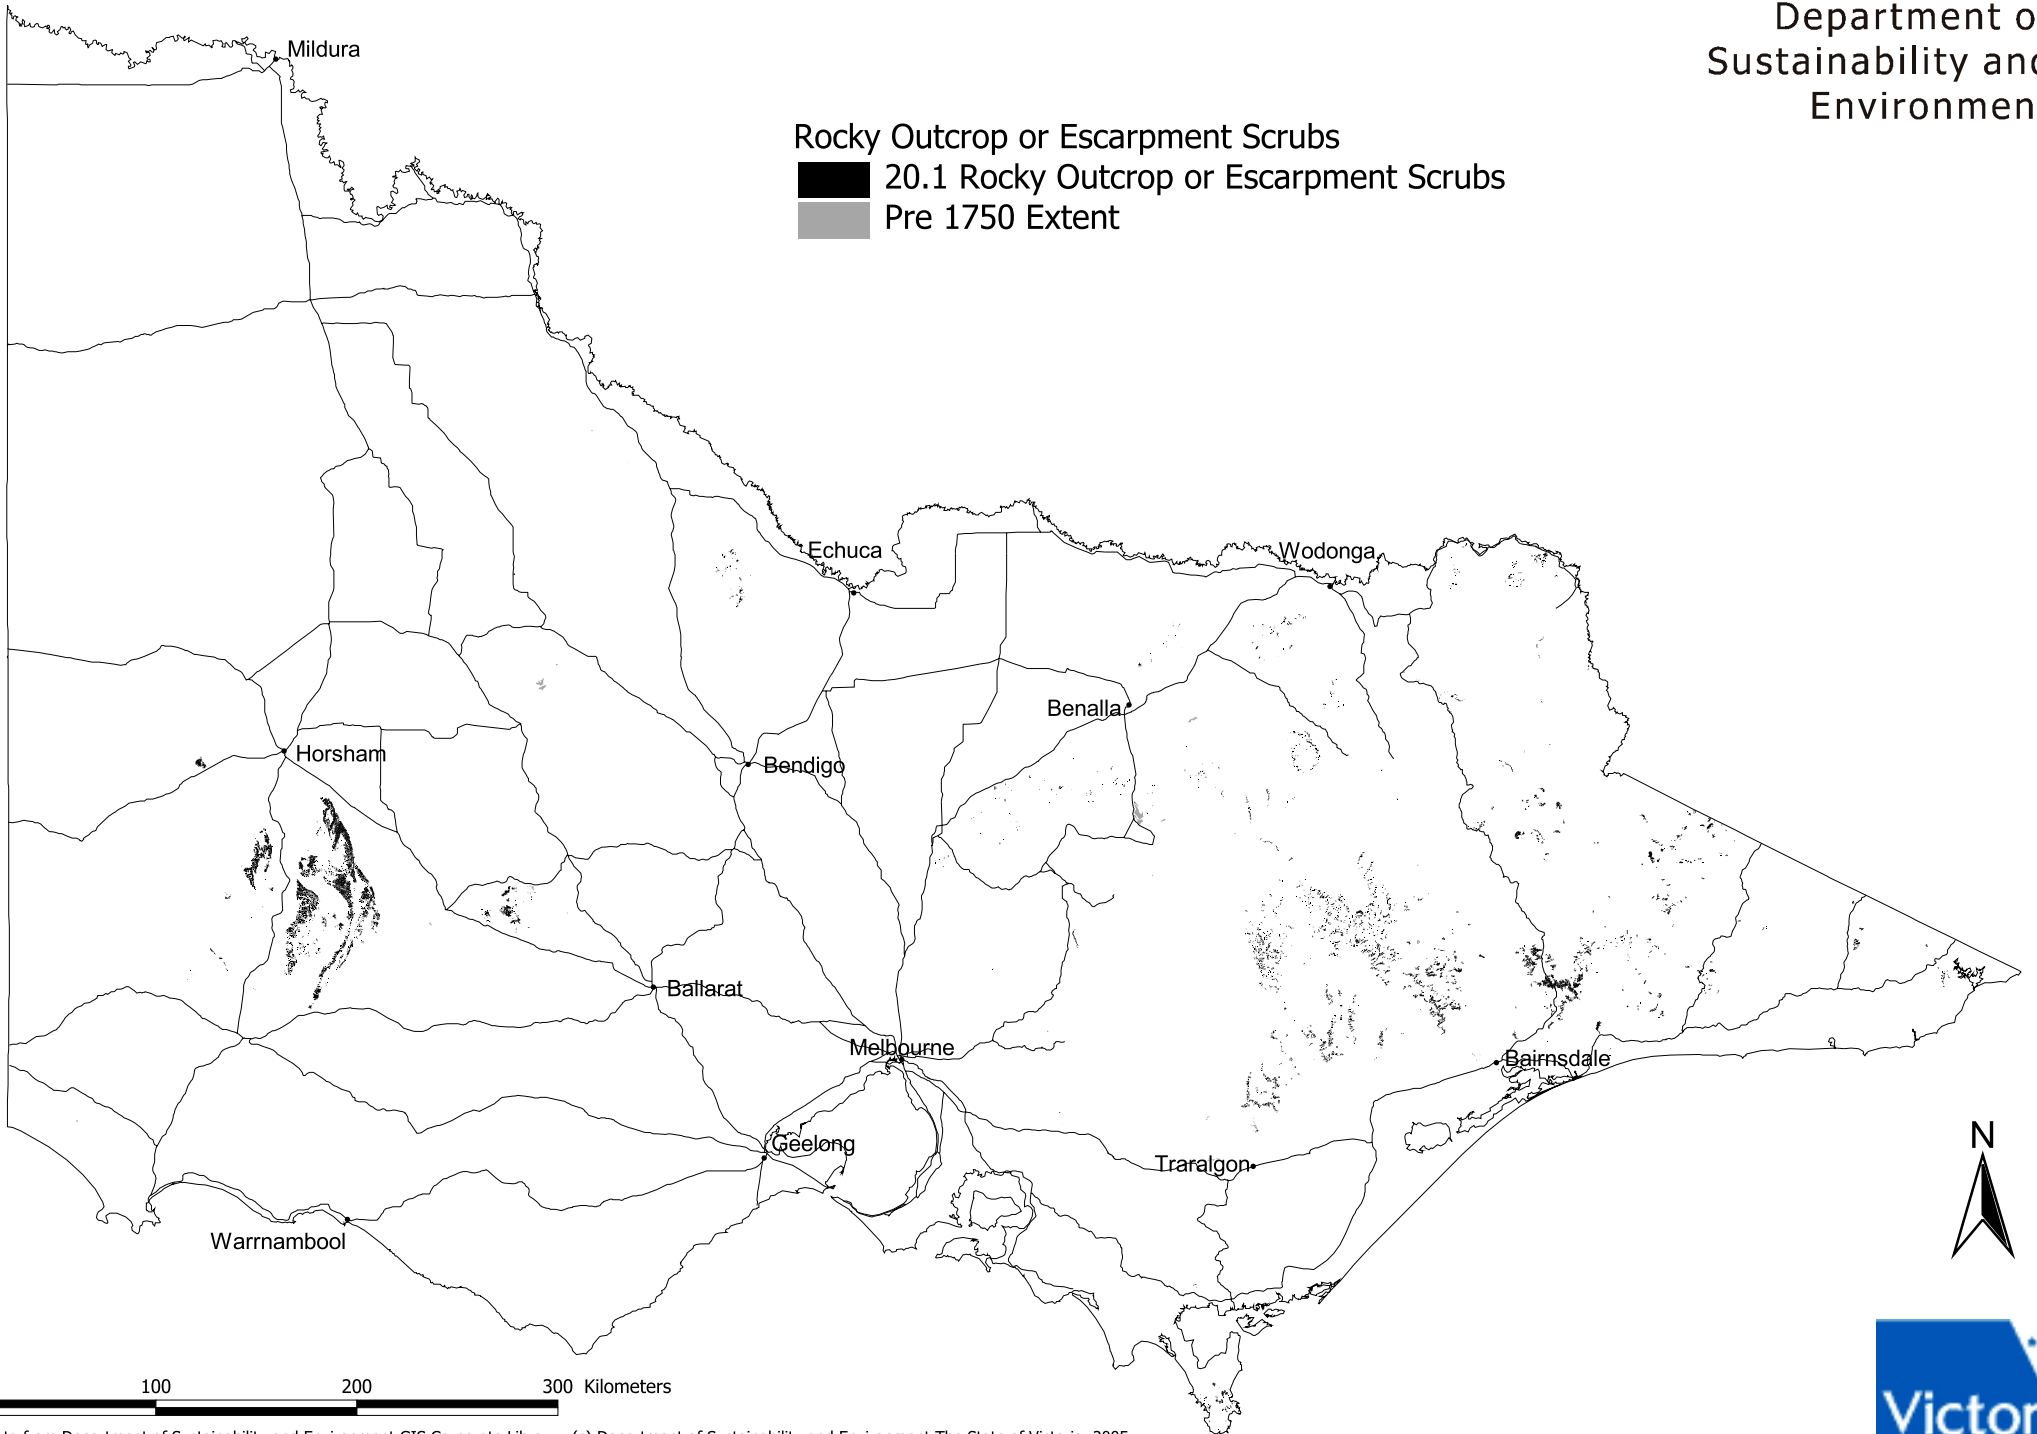 Department o
Sustainability and
Environmen
Mildura
Rocky Outcrop or Escarpment Scrubs
20.1 Rocky Outcrop or Escarpment Scrubs
Pre 1750 Extent
Echuca
Wodonga
Benalla
Horsham
Bendigo
Ballarat
Melbourne
Bairnsdale
Geelong
Traralgon
Warrnambool
N
100 200 300 Kilometers
Victor